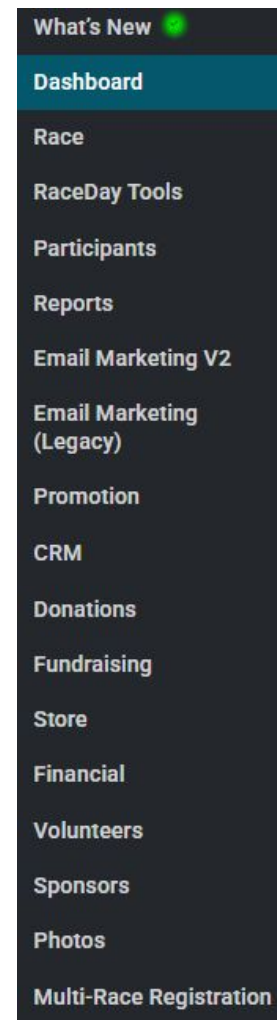 What's New
Dashboard
Race
RaceDay Tools
Participants
Reports
Email Marketing V2
Email Marketing
(Legacy)
Promotion
CRM
Donations
Fundraising
Store
Financial
Volunteers
Sponsors
Photos
Multi-Race Registration